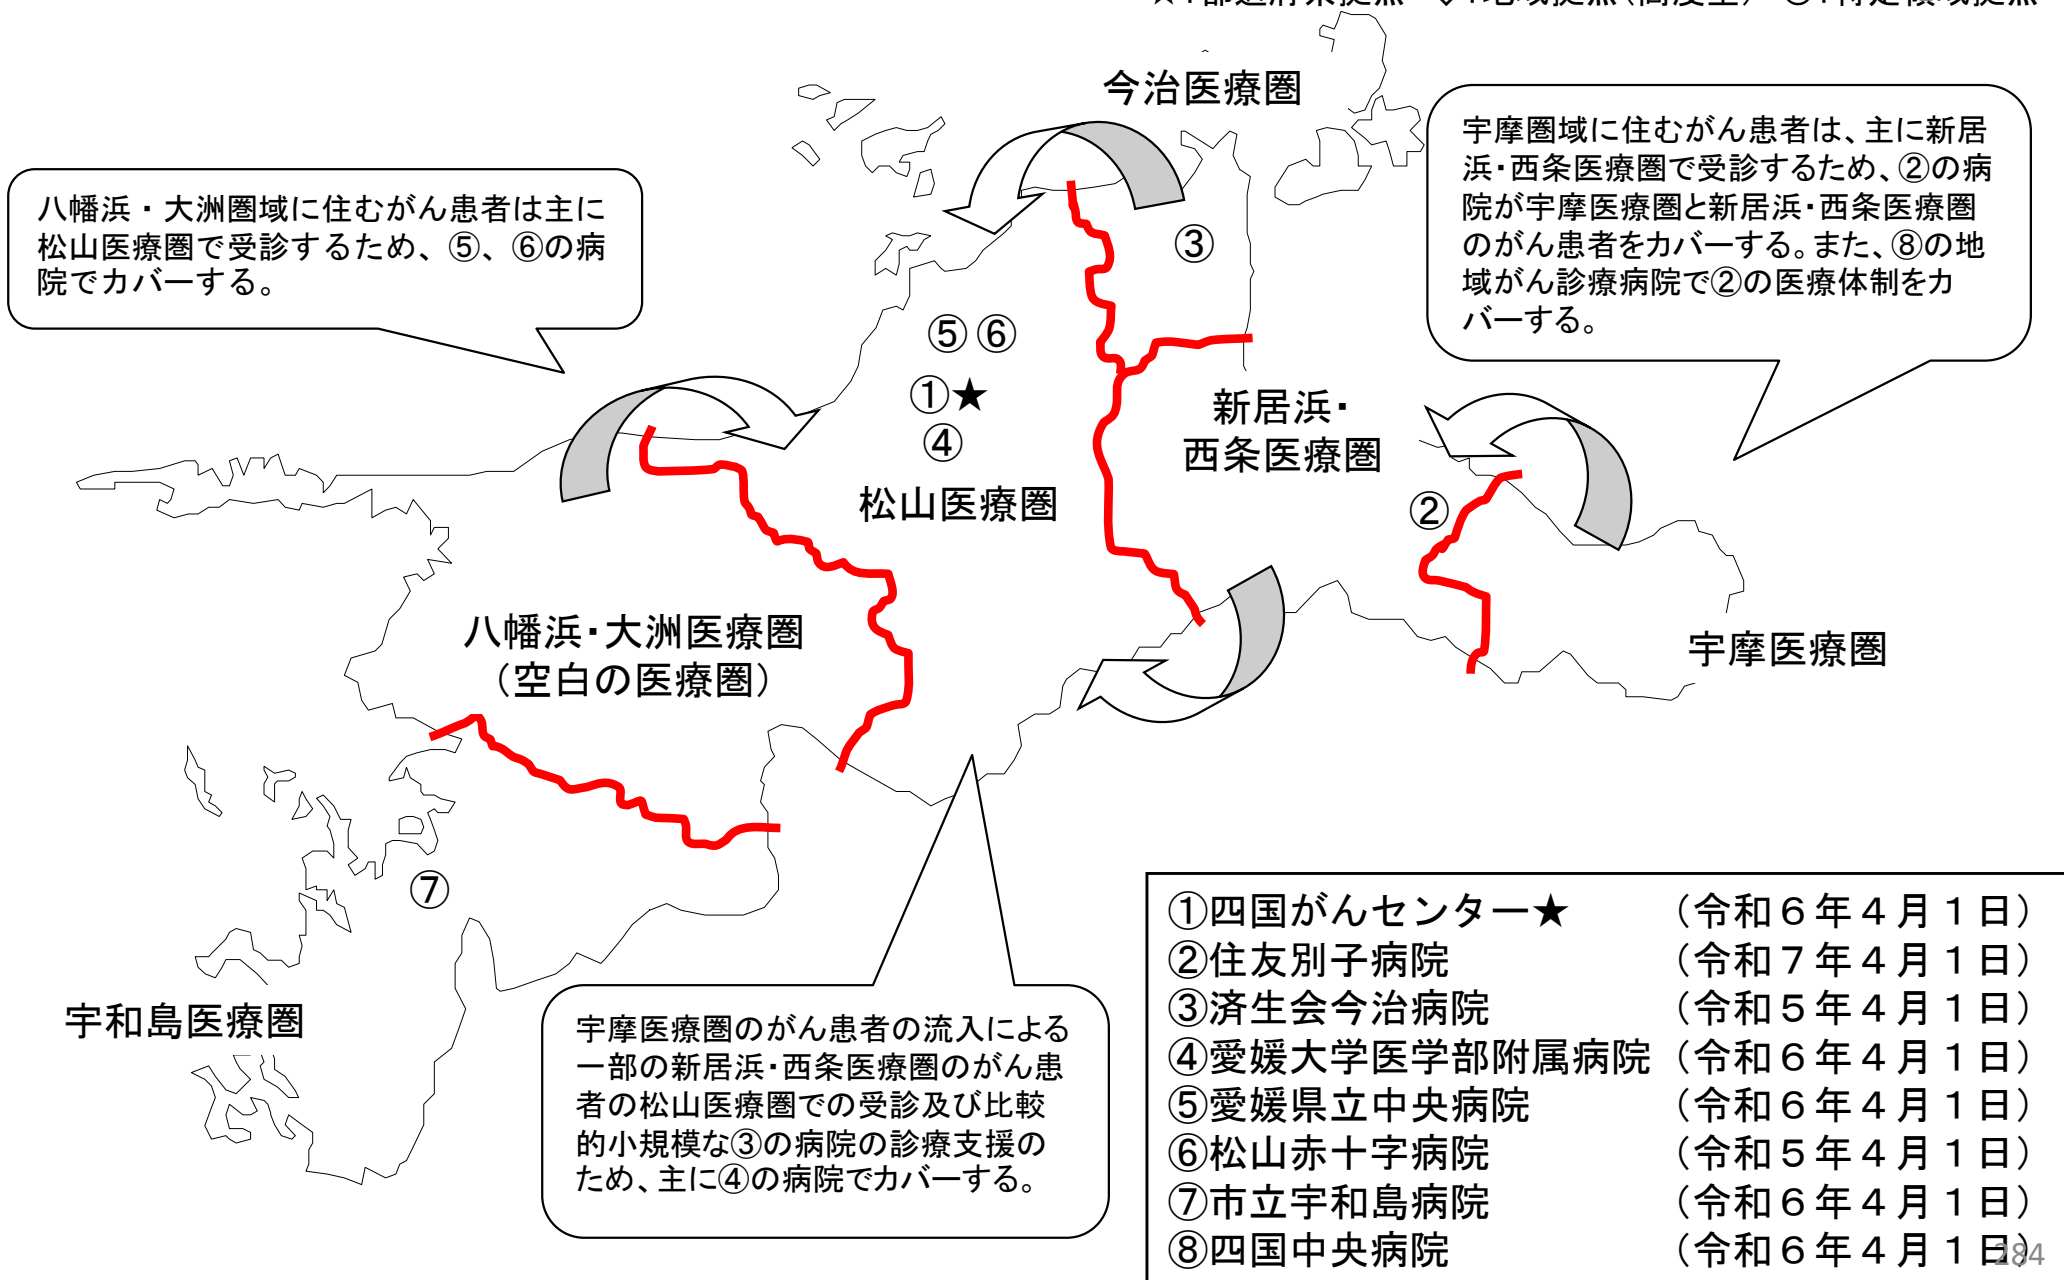 今治医療圏
宇摩圏域に住むがん患者は、主に新居
浜・西条医療圏で受診するため、②の病
院が宇摩医療圏と新居浜・西条医療圏
のがん患者をカバーする。また、⑧の地
域がん診療病院で②の医療体制をカ
バーする。
八幡浜・大洲圏域に住むがん患者は主に
松山医療圏で受診するため、⑤、⑥の病
院でカバーする。
③
⑤⑥
①★
④
松山医療圏
新居浜・
西条医療圏
②
八幡浜・大洲医療圏
(空白の医療圏)
宇摩医療圏
⑦
宇和島医療圏
宇摩医療圏のがん患者の流入による
一部の新居浜・西条医療圏のがん患
者の松山医療圏での受診及び比較
的小規模な③の病院の診療支援の
ため、主に④の病院でカバーする。
①四国がんセンター★ (令和6年4月1日)
②住友別子病院 (令和7年4月1日)
③済生会今治病院 (令和5年4月1日)
④愛媛大学医学部附属病院 (令和6年4月1日)
⑤愛媛県立中央病院 (令和6年4月1日)
⑥松山赤十字病院 (令和5年4月1日)
⑦市立宇和島病院 (令和6年4月1日)
⑧四国中央病院 (令和6年4月1日)
284